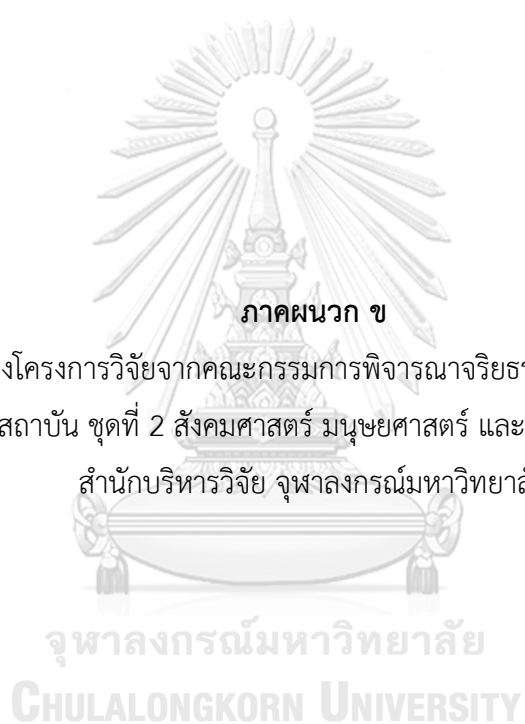 ภาคผนวก ข
งโครงการวิจัยจากคณะกรรมการพิจารณาจริยธร
สถาบัน ชุดที่ 2 สังคมศาสตร์ มนุษยศาสตร์ และ
สำนักบริหารวิจัย จุฬาลงกรณ์มหาวิทยาลั
จุฬาลงกรณ์มหาวิทยาลัย
CHULALONGKORN UNIVERSITY